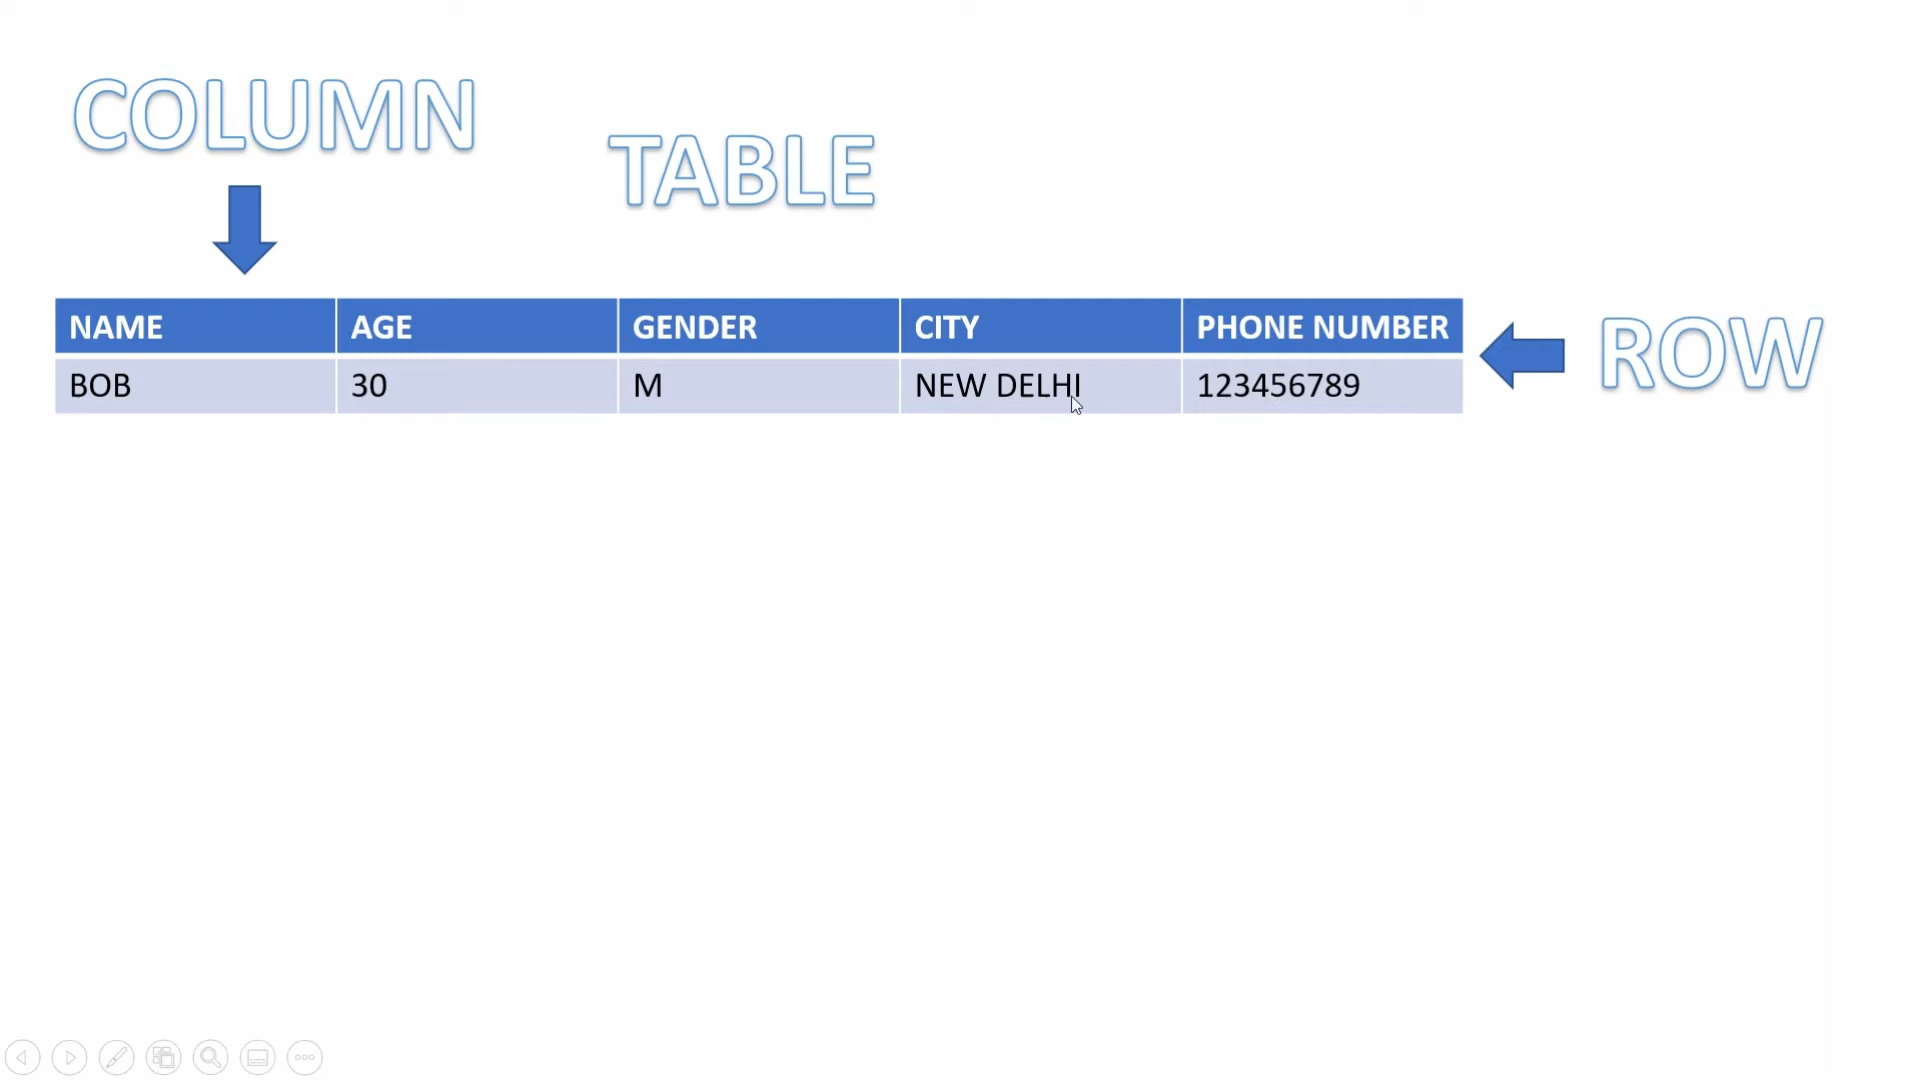 COLUMN
TABLE
NAME AGE GENDER CITY PHONE NUMBER
ROW
BOB 30 M NEW DELHI 123456789